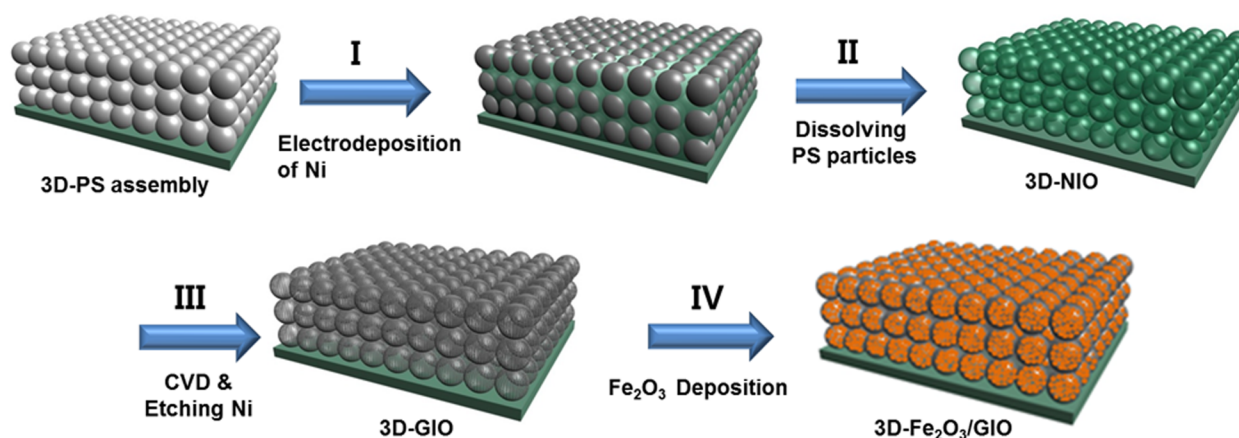 I
II
Electrodeposition
of Ni
Dissolving
PS particles
3D-PS assembly
3D-NIO
III
IV
CVD &
Etching Ni
Fe₂O₃ Deposition
3D-GIO
3D-Fe₂O₃/GIO